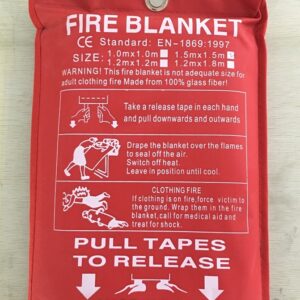 FIRE BLANKET
CE Standard: EN-1869:1997
SIZE: 1.0mx1.0m 1.5mx1.5m
1.2mx1.2m 1.2mx1.8m
WARNING! This fire blanket is not adequate size for
adult clothing fire Made from 100% glass fiber!
Take a release tape in each hand
and pull downwards and outwards
Drape the blanket over the flames
to seal off the air.
Switch off heat.
Leave in position until cool.
CLOTHING FIRE
If clothing is on fire, force victim to
the ground. Wrap them in the fire
blanket, call for medical aid and
treat for shock.
PULL TAPES
TO RELEASE